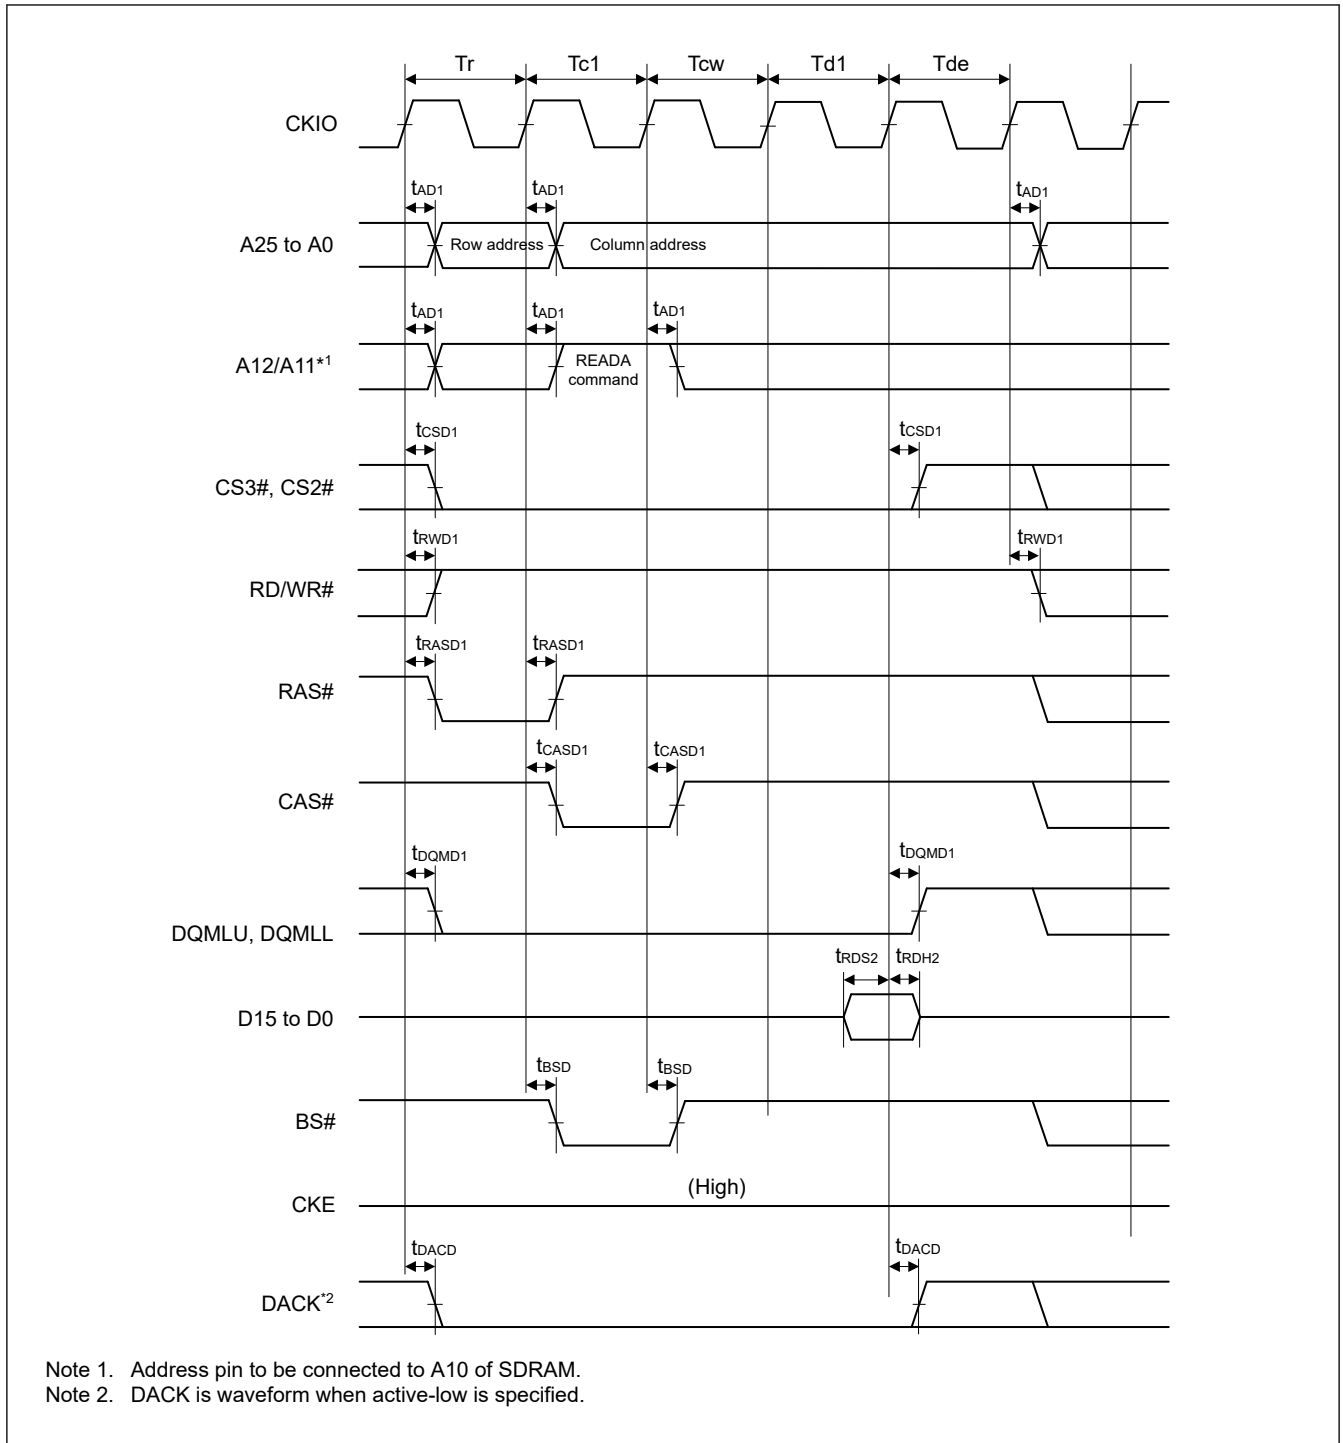 Tr Tc1 Tcw Td1 Tde
CKIO
tAD1 tAD1 tAD1
A25 to A0 Row address Column address
tAD1 tAD1 tAD1
A12/A11*1 READA
command
tCSD1 tCSD1
CS3#, CS2#
tRWD1 tRWD1
RD/WR#
tRASD1 tRASD1
RAS#
tCASD1 tCASD1
CAS#
tDQMD1 tDQMD1
DQMLU, DQMLL
tRDS2 tRDH2
D15 to D0
tBSD tBSD
BS#
(High)
CKE
tDACD tDACD
DACK*2
Note 1. Address pin to be connected to A10 of SDRAM.
Note 2. DACK is waveform when active-low is specified.